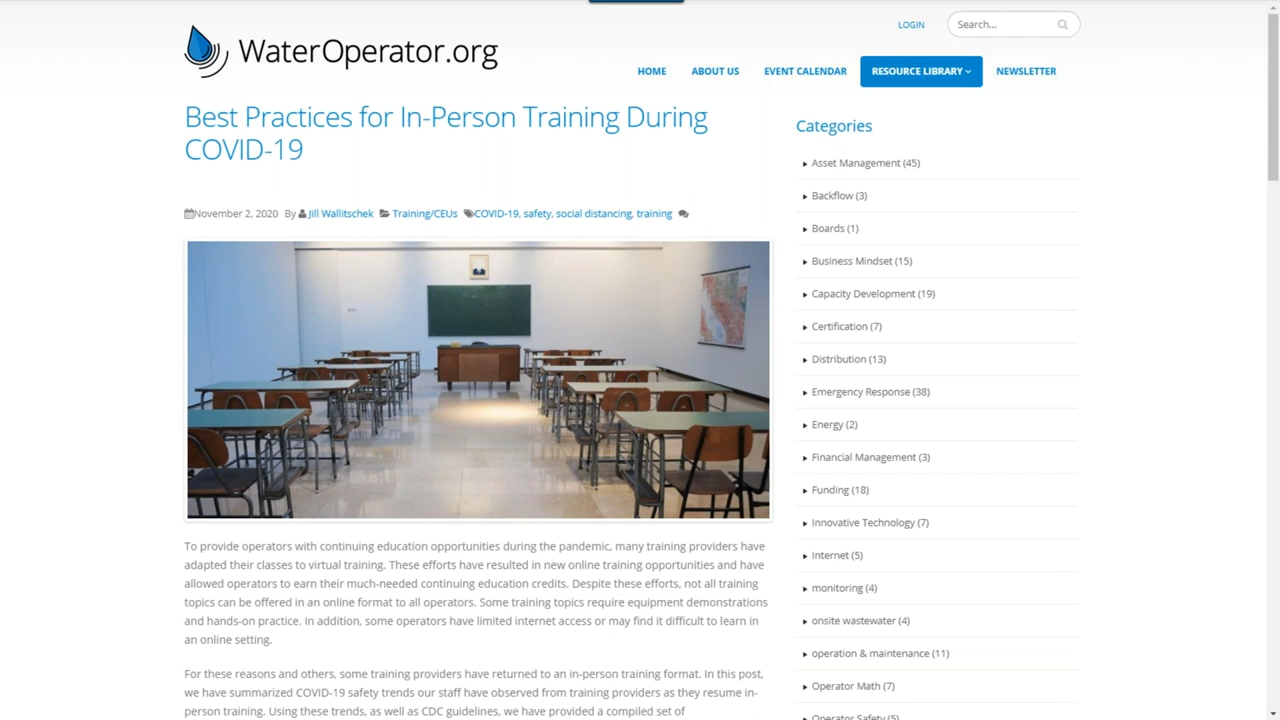 LOGIN
Search...
WaterOperator.org
HOME ABOUT US EVENT CALENDAR RESOURCE LIBRARY NEWSLETTER
Best Practices for In-Person Training During
COVID-19
November 2, 2020 By Jill Wallitschek Training/CEUs COVID-19, safety, social distancing, training
To provide operators with continuing education opportunities during the pandemic, many training providers have
adapted their classes to virtual training. These efforts have resulted in new online training opportunities and have
allowed operators to earn their much-needed continuing education credits. Despite these efforts, not all training
topics can be offered in an online format to all operators. Some training topics require equipment demonstrations
and hands-on practice. In addition, some operators have limited internet access or may find it difficult to learn in
an online setting.
For these reasons and others, some training providers have returned to an in-person training format. In this post,
we have summarized COVID-19 safety trends our staff have observed from training providers as they resume in-
person training. Using these trends, as well as CDC guidelines, we have provided a compiled set of
Categories
Asset Management (45)
Backflow (3)
Boards (1)
Business Mindset (15)
Capacity Development (19)
Certification (7)
Distribution (13)
Emergency Response (38)
Energy (2)
Financial Management (3)
Funding (18)
Innovative Technology (7)
Internet (5)
monitoring (4)
onsite wastewater (4)
operation & maintenance (11)
Operator Math (7)
Operator Safety (5)